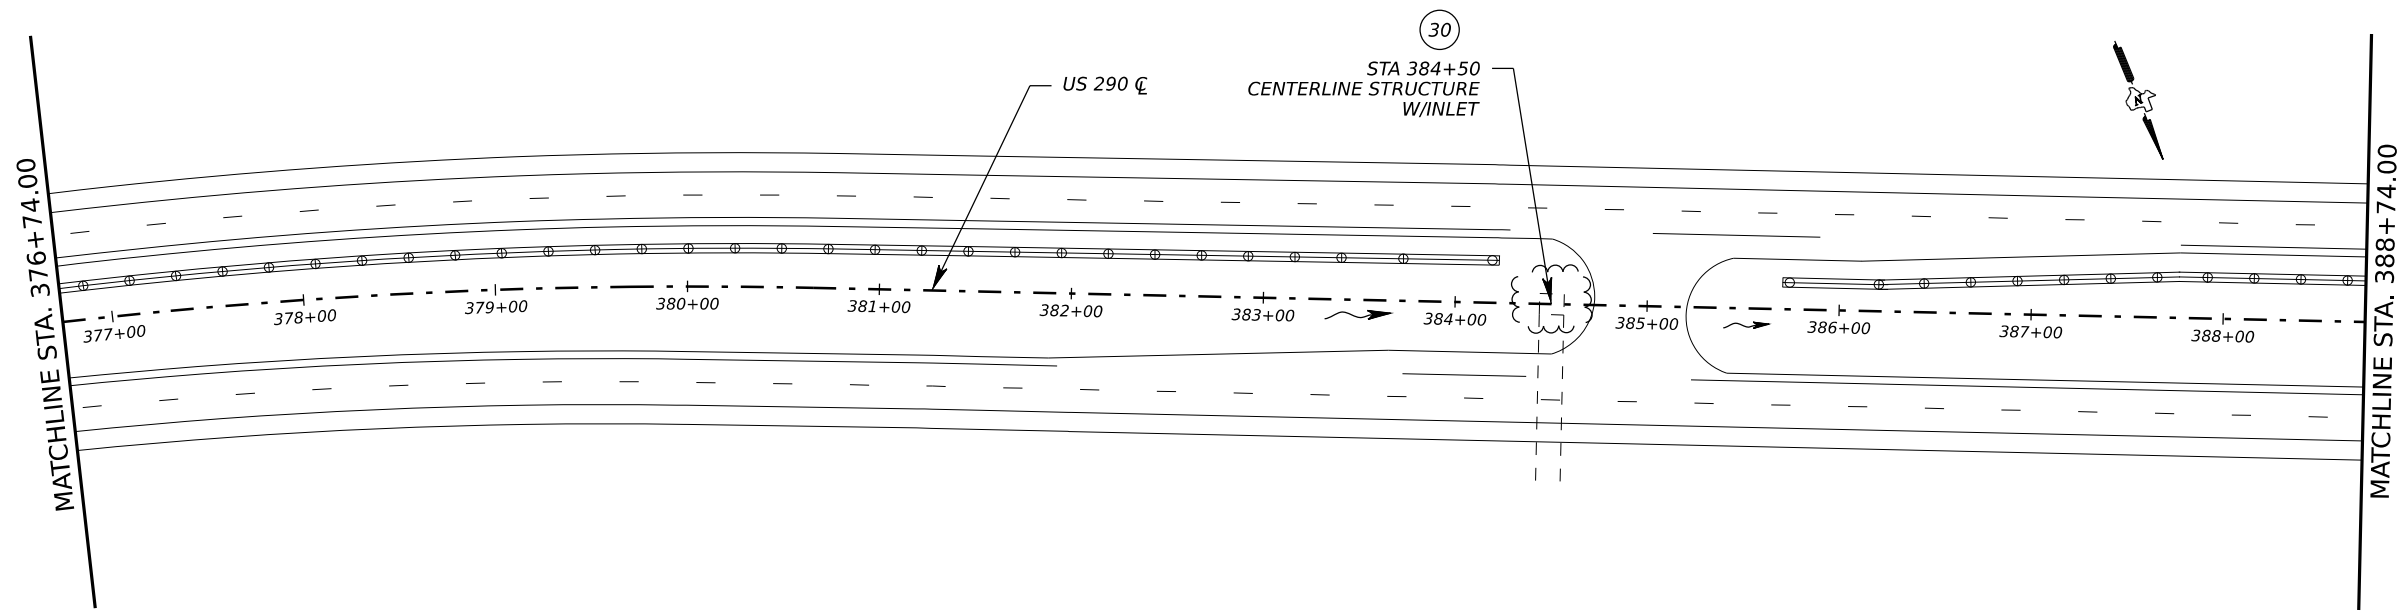 30
STA 384+50
CENTERLINE STRUCTURE
W/INLET
US 290 ℄
N
MATCHLINE STA. 376+74.00
377+00
378+00
379+00
380+00
381+00
382+00
383+00
384+00
385+00
386+00
387+00
388+00
MATCHLINE STA. 388+74.00